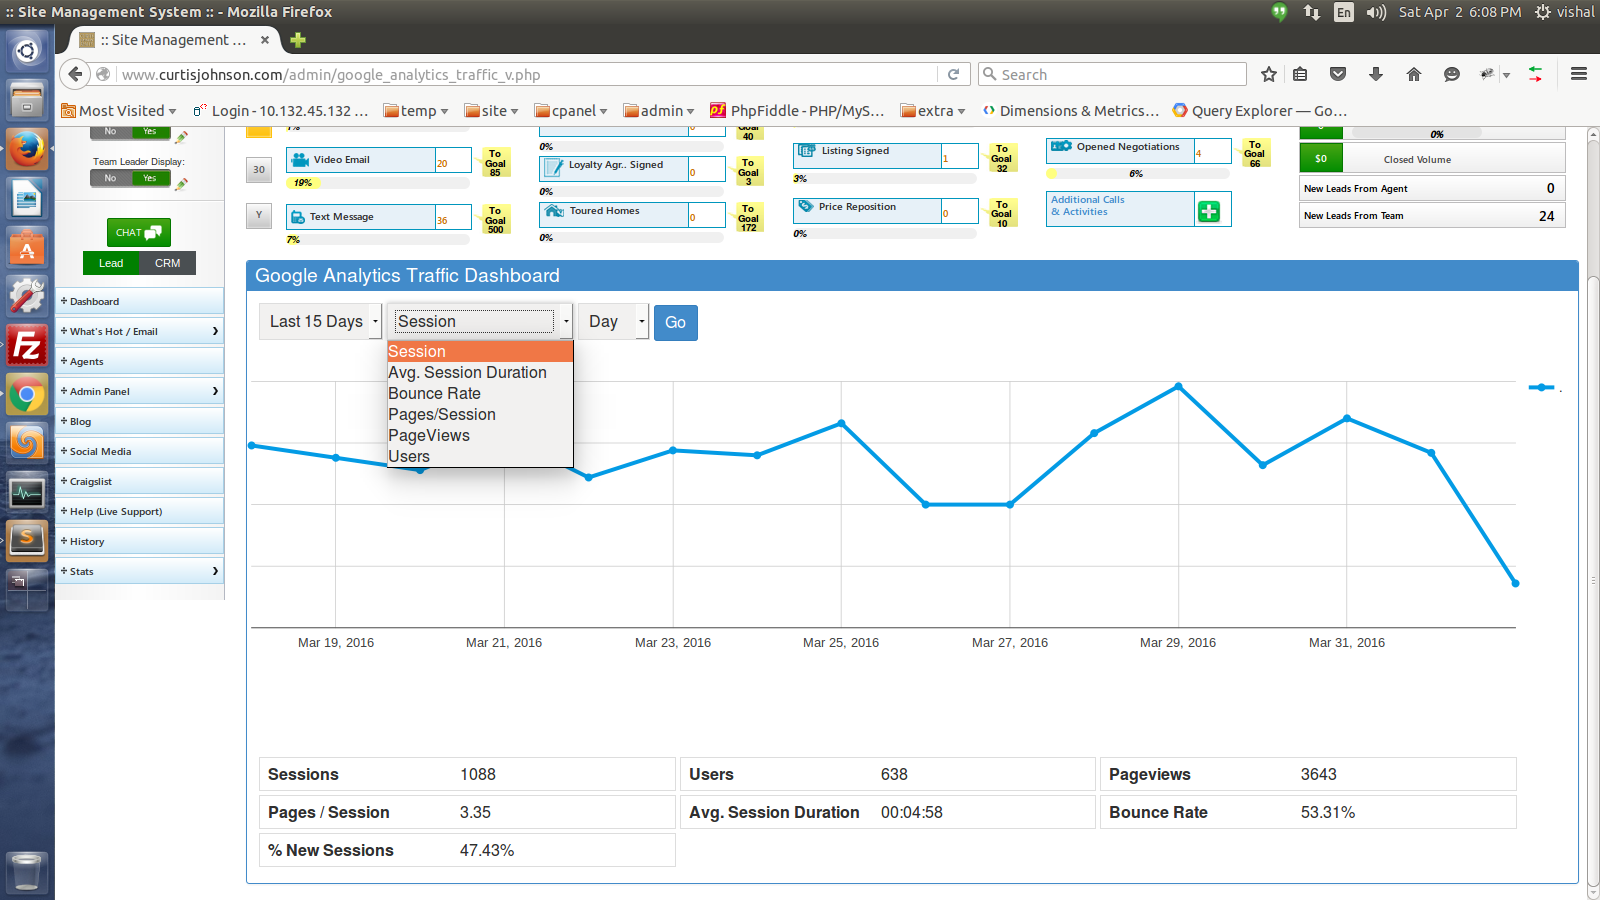 :: Site Management System :: - Mozilla Firefox
En
Sat Apr 2 6:08 PM
vishal
:: Site Management ...
www.curtisjohnson.com/admin/google_analytics_traffic_v.php
Search
Most Visited
Login - 10.132.45.132 ...
temp
site
cpanel
admin
PhpFiddle - PHP/MyS...
extra
Dimensions & Metrics...
Query Explorer — Go...
No Yes
Team Leader Display:
No Yes
CHAT
Lead CRM
Dashboard
What's Hot / Email
Agents
Admin Panel
Blog
Social Media
Craigslist
Help (Live Support)
History
Stats
7%
0%
Goal
40
0%
30
Video Email 20
To
Goal
85
19%
Loyalty Agr.. Signed 0
To
Goal
3
0%
Listing Signed 1
To
Goal
32
3%
Opened Negotiations 4
To
Goal
66
6%
$0 Closed Volume
New Leads From Agent 0
Y
Text Message 36
To
Goal
500
7%
Toured Homes 0
To
Goal
172
0%
Price Reposition 0
To
Goal
10
0%
Additional Calls
& Activities
New Leads From Team 24
Google Analytics Traffic Dashboard
Last 15 Days Session Day Go
Session
Avg. Session Duration
Bounce Rate
Pages/Session
PageViews
Users
.
Mar 19, 2016 Mar 21, 2016 Mar 23, 2016 Mar 25, 2016 Mar 27, 2016 Mar 29, 2016 Mar 31, 2016
Sessions 1088 Users 638 Pageviews 3643
Pages / Session 3.35 Avg. Session Duration 00:04:58 Bounce Rate 53.31%
% New Sessions 47.43%